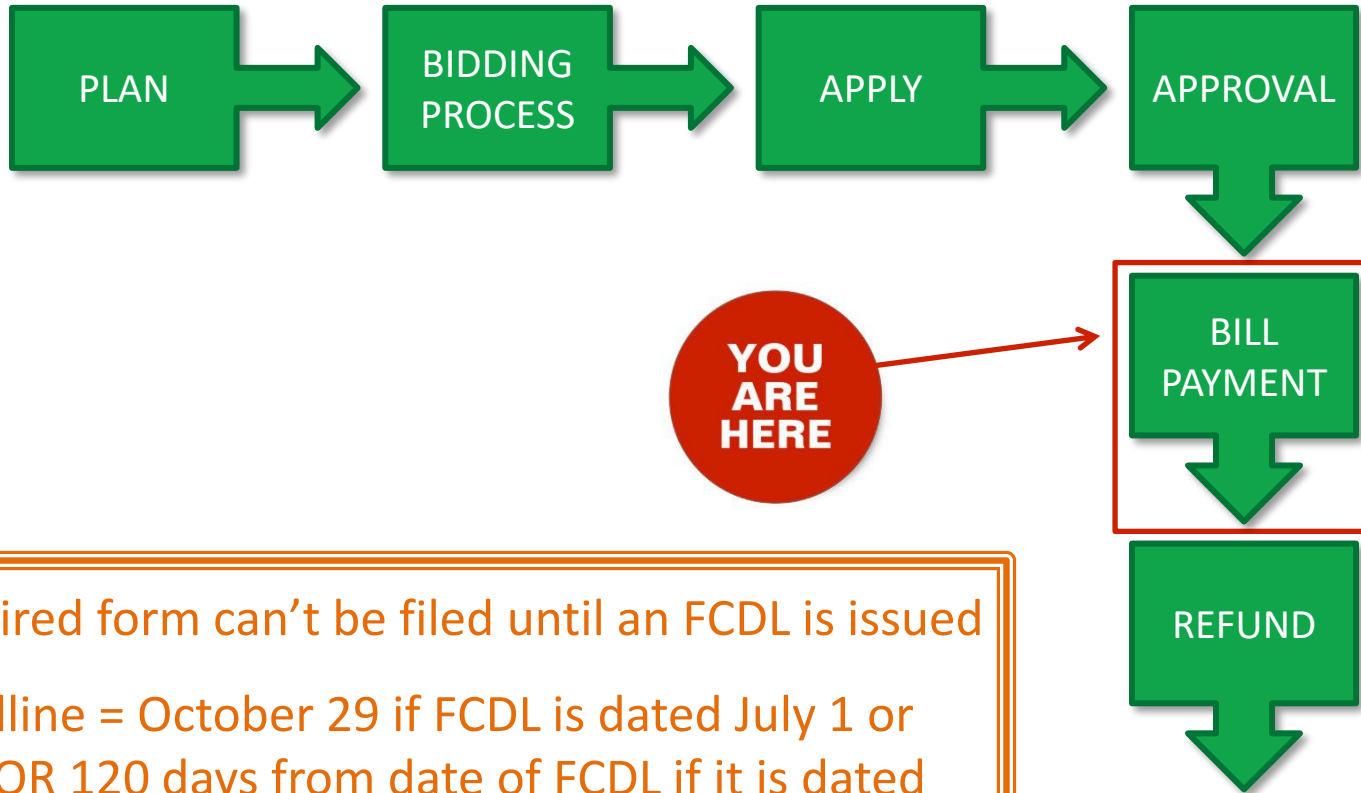 PLAN
BIDDING
PROCESS
APPLY
APPROVAL
BILL
PAYMENT
YOU
ARE
HERE
REFUND
ired form can’t be filed until an FCDL is issued
lline = October 29 if FCDL is dated July 1 or
OR 120 days from date of FCDL if it is dated